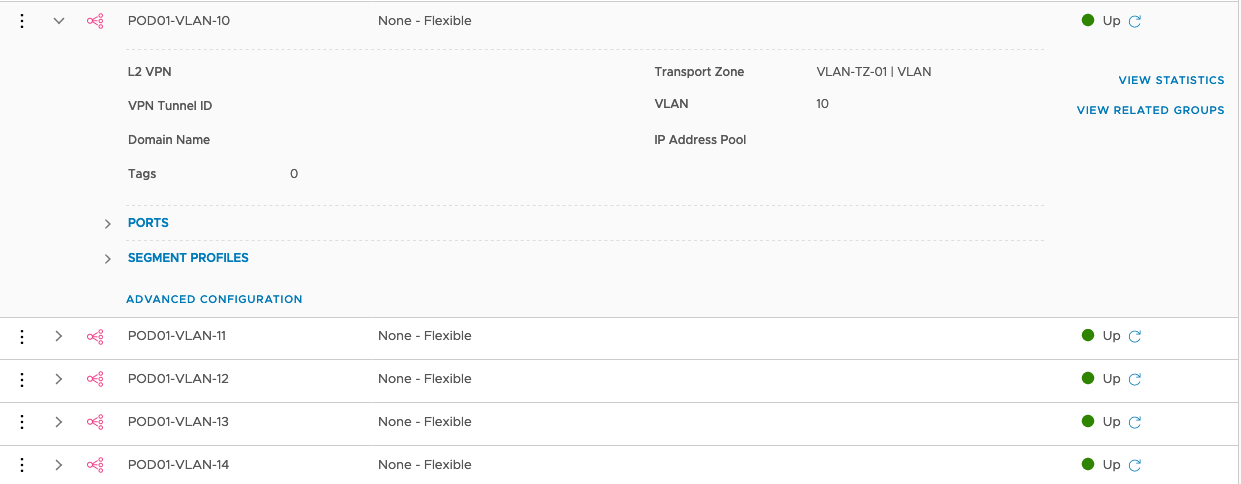 POD01-VLAN-10 None - Flexible Up
L2 VPN Transport Zone VLAN-TZ-01 | VLAN
VIEW STATISTICS
VPN Tunnel ID VLAN 10
VIEW RELATED GROUPS
Domain Name IP Address Pool
Tags 0
PORTS
SEGMENT PROFILES
ADVANCED CONFIGURATION
POD01-VLAN-11 None - Flexible Up
POD01-VLAN-12 None - Flexible Up
POD01-VLAN-13 None - Flexible Up
POD01-VLAN-14 None - Flexible Up